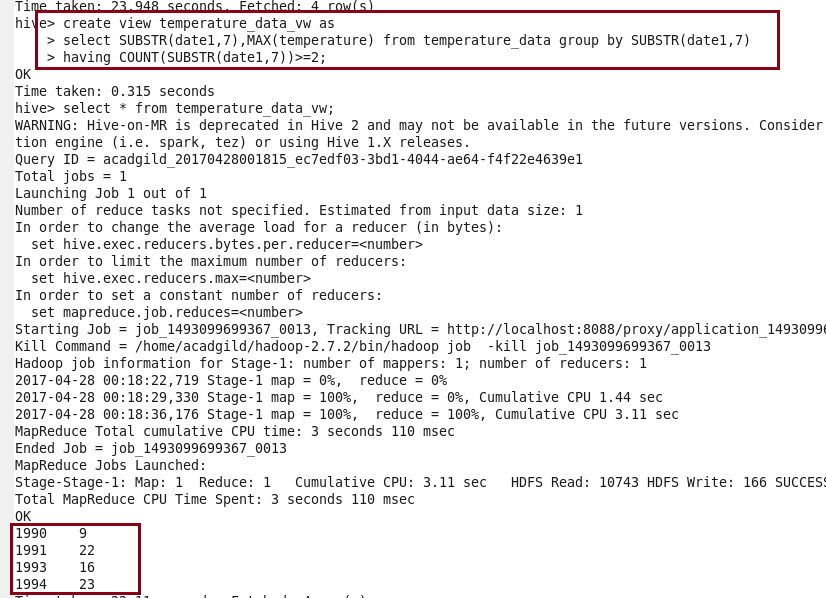 Time taken: 23.948 seconds, Fetched: 4 row(s)
hive> create view temperature_data_vw as
> select SUBSTR(date1,7),MAX(temperature) from temperature_data group by SUBSTR(date1,7)
> having COUNT(SUBSTR(date1,7))>=2;
OK
Time taken: 0.315 seconds
hive> select * from temperature_data_vw;
WARNING: Hive-on-MR is deprecated in Hive 2 and may not be available in the future versions. Consider
tion engine (i.e. spark, tez) or using Hive 1.X releases.
Query ID = acadgild_20170428001815_ec7edf03-3bd1-4044-ae64-f4f22e4639e1
Total jobs = 1
Launching Job 1 out of 1
Number of reduce tasks not specified. Estimated from input data size: 1
In order to change the average load for a reducer (in bytes):
set hive.exec.reducers.bytes.per.reducer=<number>
In order to limit the maximum number of reducers:
set hive.exec.reducers.max=<number>
In order to set a constant number of reducers:
set mapreduce.job.reduces=<number>
Starting Job = job_1493099699367_0013, Tracking URL = http://localhost:8088/proxy/application_14930996
Kill Command = /home/acadgild/hadoop-2.7.2/bin/hadoop job  -kill job_1493099699367_0013
Hadoop job information for Stage-1: number of mappers: 1; number of reducers: 1
2017-04-28 00:18:22,719 Stage-1 map = 0%,  reduce = 0%
2017-04-28 00:18:29,330 Stage-1 map = 100%,  reduce = 0%, Cumulative CPU 1.44 sec
2017-04-28 00:18:36,176 Stage-1 map = 100%,  reduce = 100%, Cumulative CPU 3.11 sec
MapReduce Total cumulative CPU time: 3 seconds 110 msec
Ended Job = job_1493099699367_0013
MapReduce Jobs Launched:
Stage-Stage-1: Map: 1  Reduce: 1   Cumulative CPU: 3.11 sec   HDFS Read: 10743 HDFS Write: 166 SUCCESS
Total MapReduce CPU Time Spent: 3 seconds 110 msec
OK
1990    9
1991    22
1993    16
1994    23